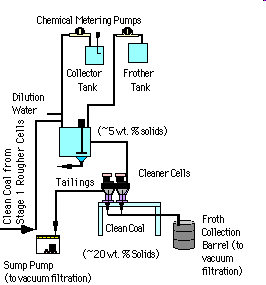 Chemical Metering Pumps
Collector
Tank
Frother
Tank
Dilution
Water
(~5 wt. % solids)
Clean Coal from
Stage 1 Rougher Cells
Cleaner Cells
Tailings
Clean Coal
(~20 wt. % Solids)
Froth
Collection
Barrel (to
vacuum
filtration)
Sump Pump
(to vacuum filtration)